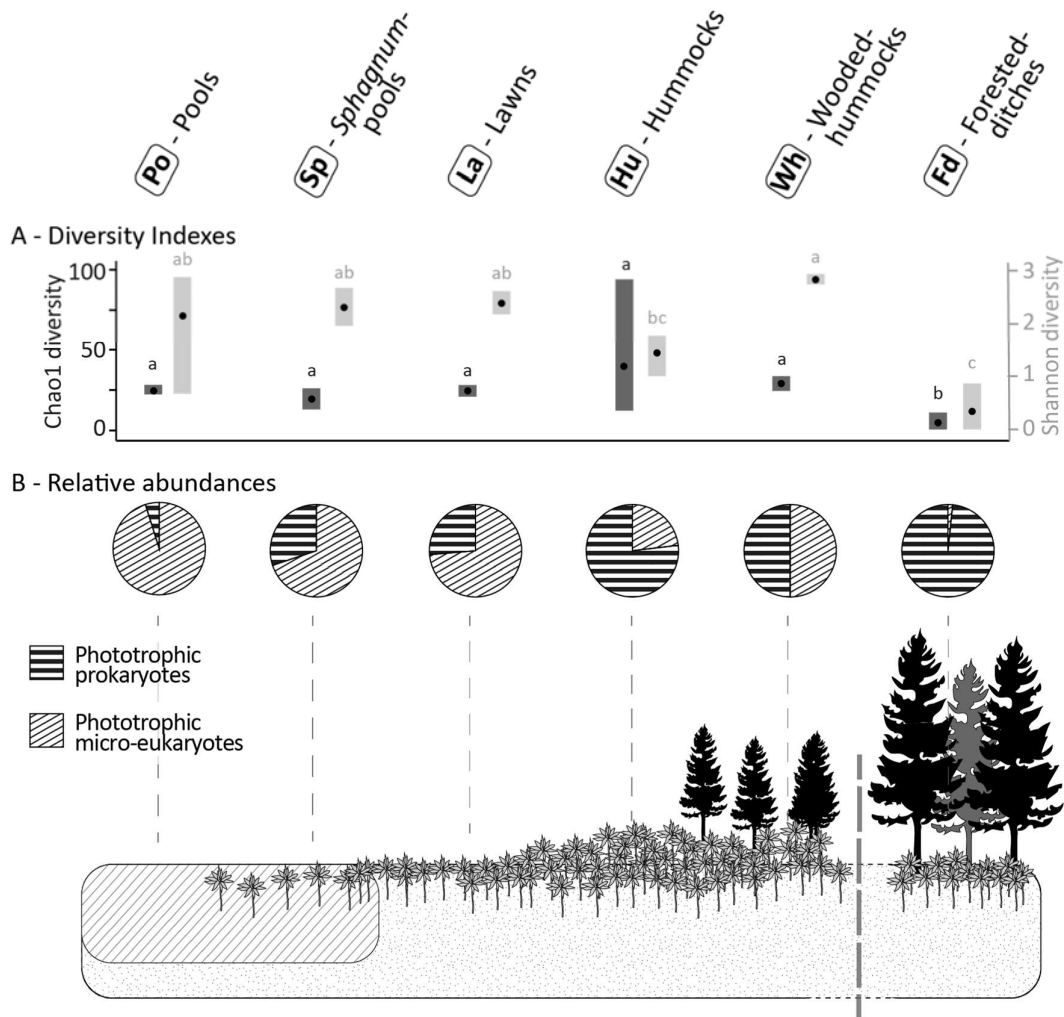 Po - Pools
Sp - Sphagnum-
pools
La - Lawns
Hu - Hummocks
Wh - Wooded-
hummocks
Fd - Forested-
ditches
A - Diversity Indexes
Chao1 diversity
100
50
0
a
ab
a
ab
a
ab
a
bc
a
a
b
c
3
2
1
0
Shannon diversity
B - Relative abundances
Phototrophic
prokaryotes
Phototrophic
micro-eukaryotes